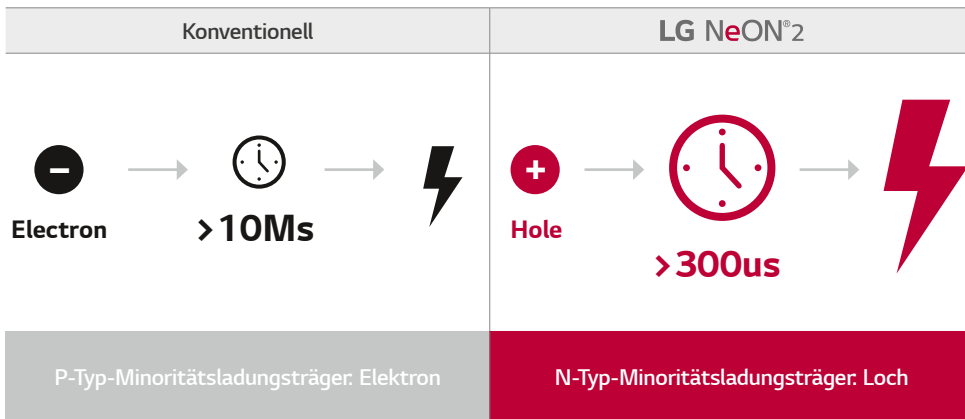 Konventionell
LG NeON®2
−
Electron
>10Ms
+
Hole
>300us
P-Typ-Minoritätsladungsträger: Elektron
N-Typ-Minoritätsladungsträger: Loch